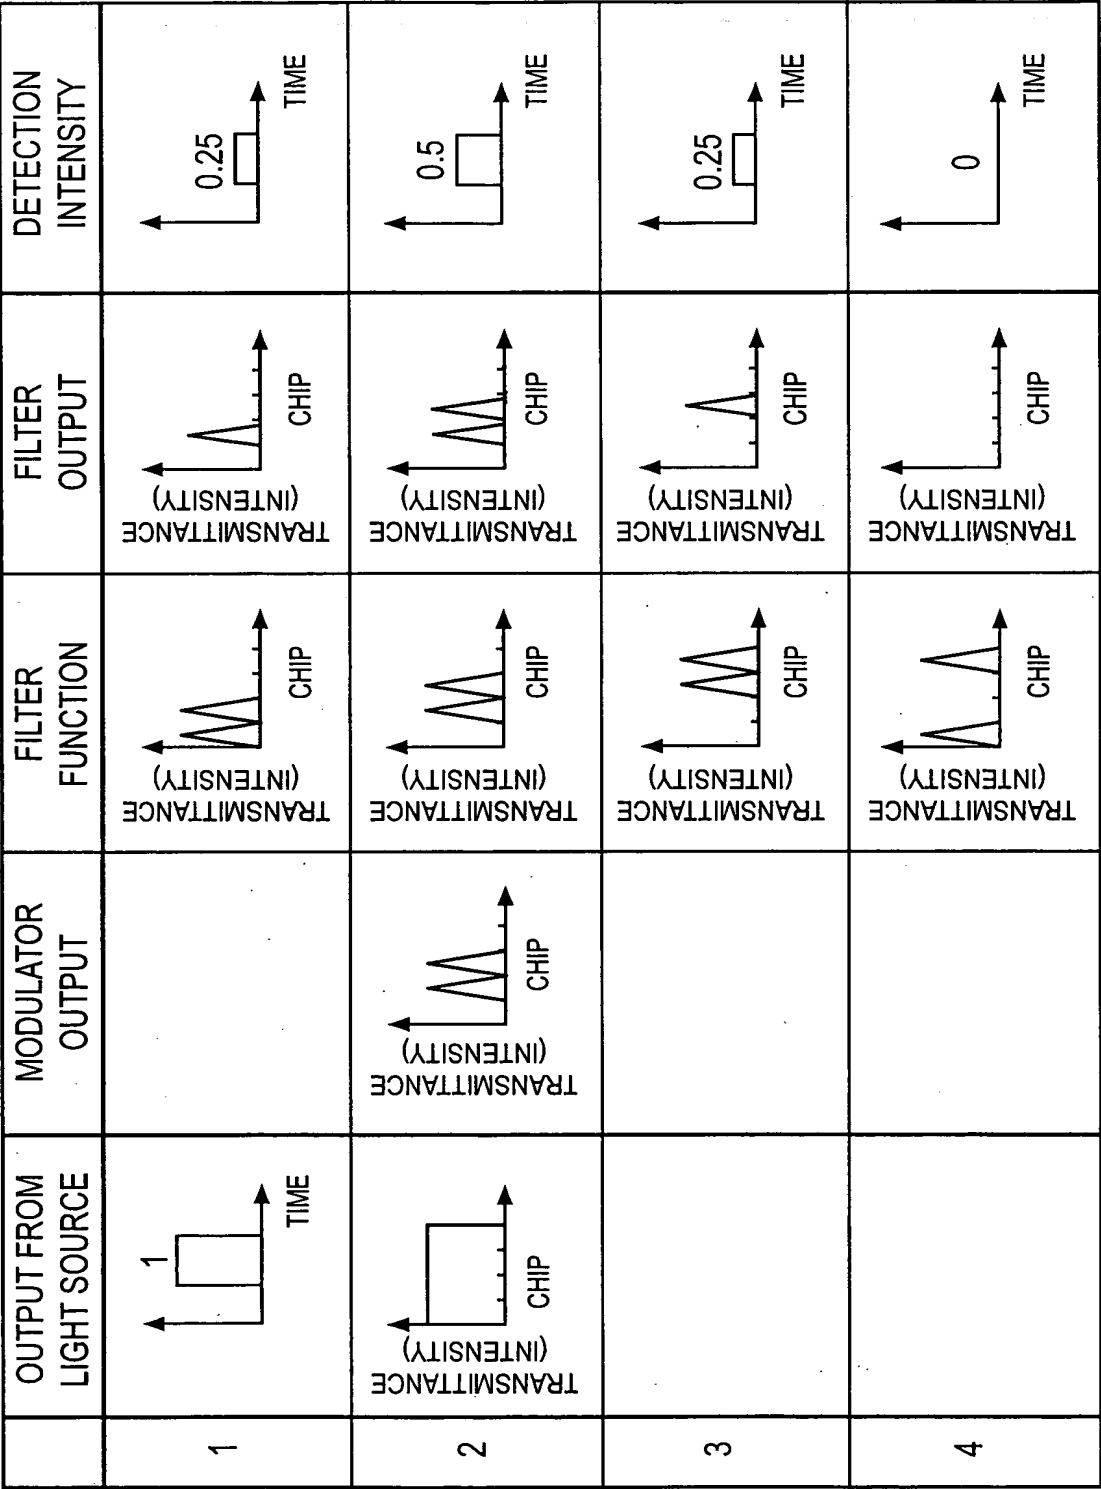 OUTPUT FROM
LIGHT SOURCE
MODULATOR
OUTPUT
FILTER
FUNCTION
FILTER
OUTPUT
DETECTION
INTENSITY
1
1
TIME
TRANSMITTANCE
(INTENSITY)
CHIP
TRANSMITTANCE
(INTENSITY)
CHIP
0.25
TIME
2
TRANSMITTANCE
(INTENSITY)
CHIP
TRANSMITTANCE
(INTENSITY)
CHIP
TRANSMITTANCE
(INTENSITY)
CHIP
TRANSMITTANCE
(INTENSITY)
CHIP
0.5
TIME
3
TRANSMITTANCE
(INTENSITY)
CHIP
TRANSMITTANCE
(INTENSITY)
CHIP
0.25
TIME
4
TRANSMITTANCE
(INTENSITY)
CHIP
TRANSMITTANCE
(INTENSITY)
CHIP
0
TIME